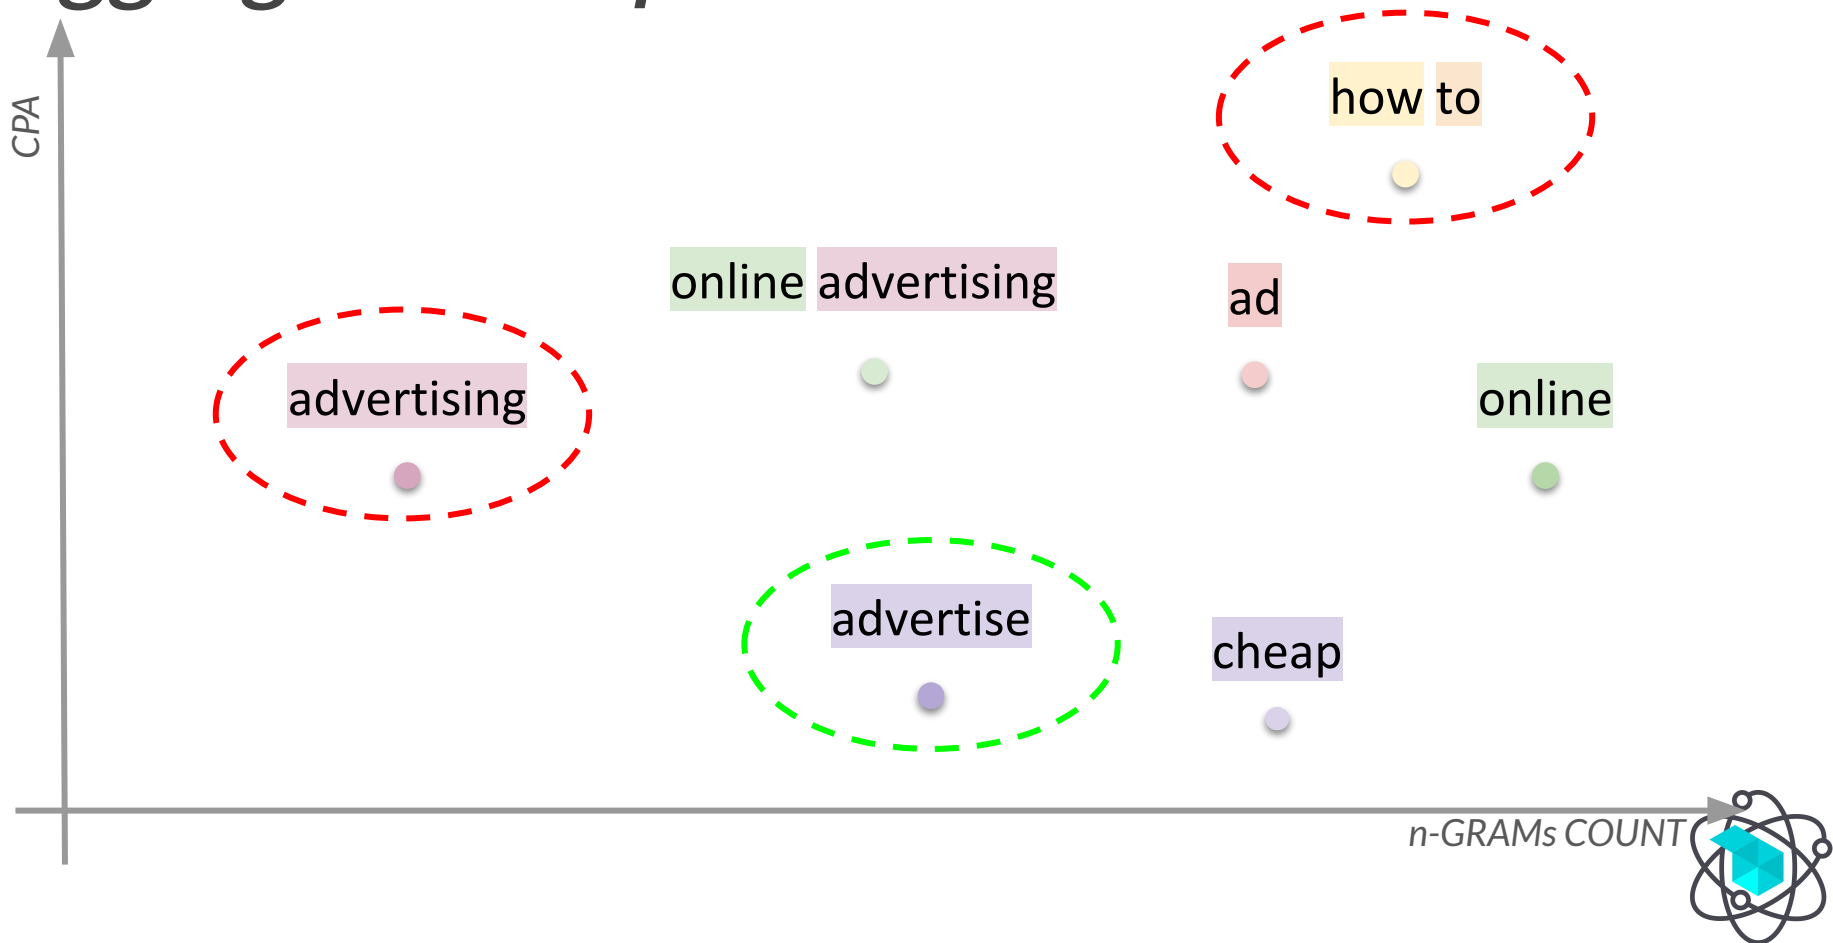 CPA
how to
online advertising
ad
advertising
online
advertise
cheap
n-GRAMs COUNT